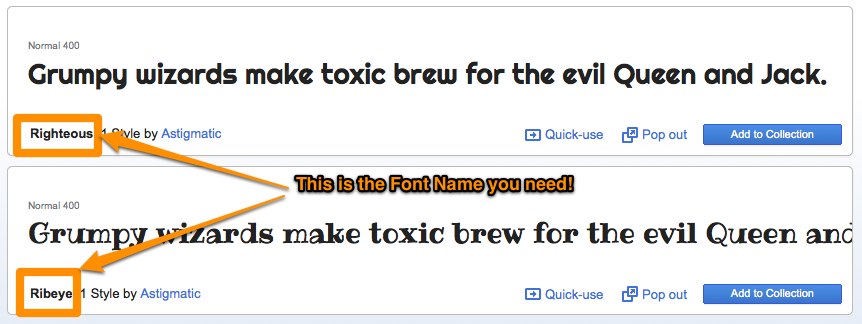 Normal 400
Grumpy wizards make toxic brew for the evil Queen and Jack.
Righteous 1 Style by Astigmatic
Quick-use
Pop out
Add to Collection
This is the Font Name you need!
Normal 400
Grumpy wizards make toxic brew for the evil Queen and
Ribeye 1 Style by Astigmatic
Quick-use
Pop out
Add to Collection